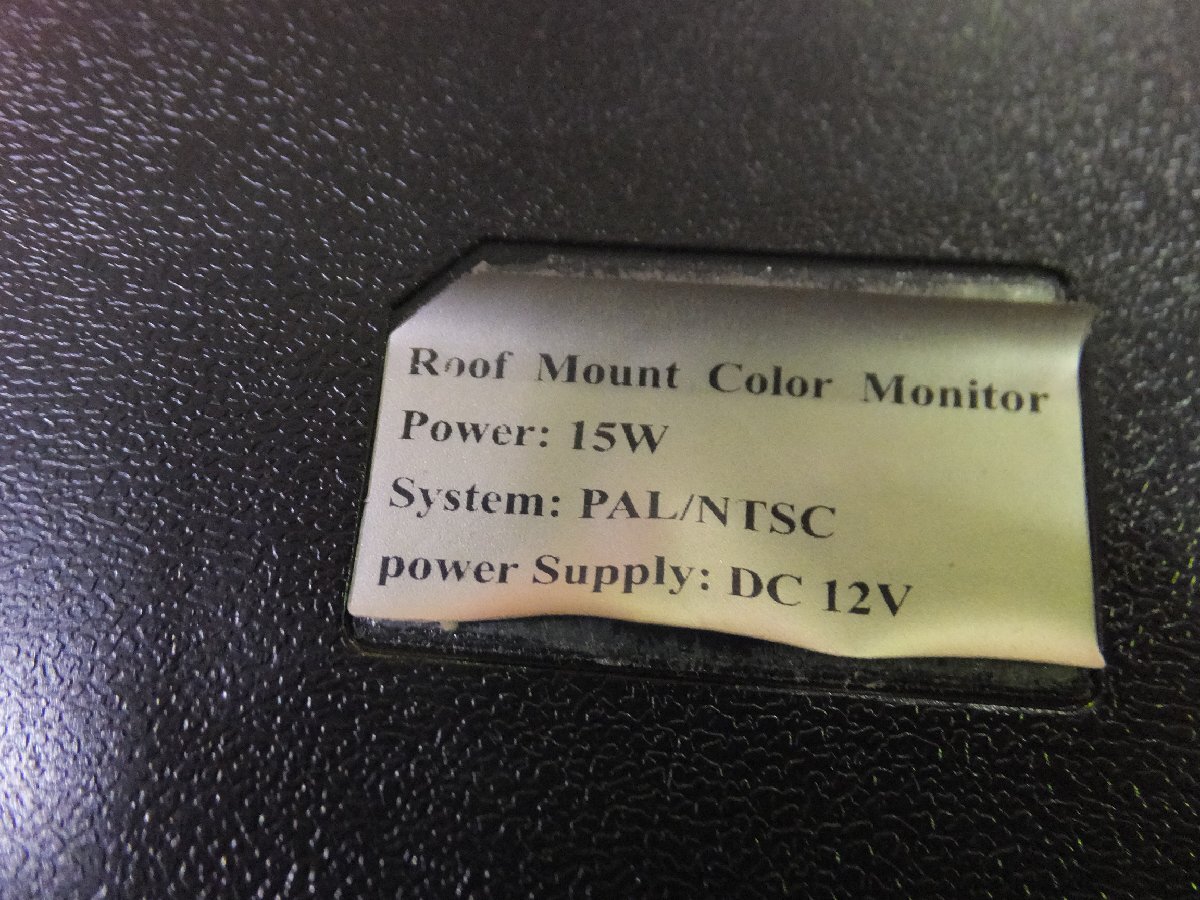 Roof Mount Color Monitor
Power: 15W
System: PAL/NTSC
power Supply: DC 12V